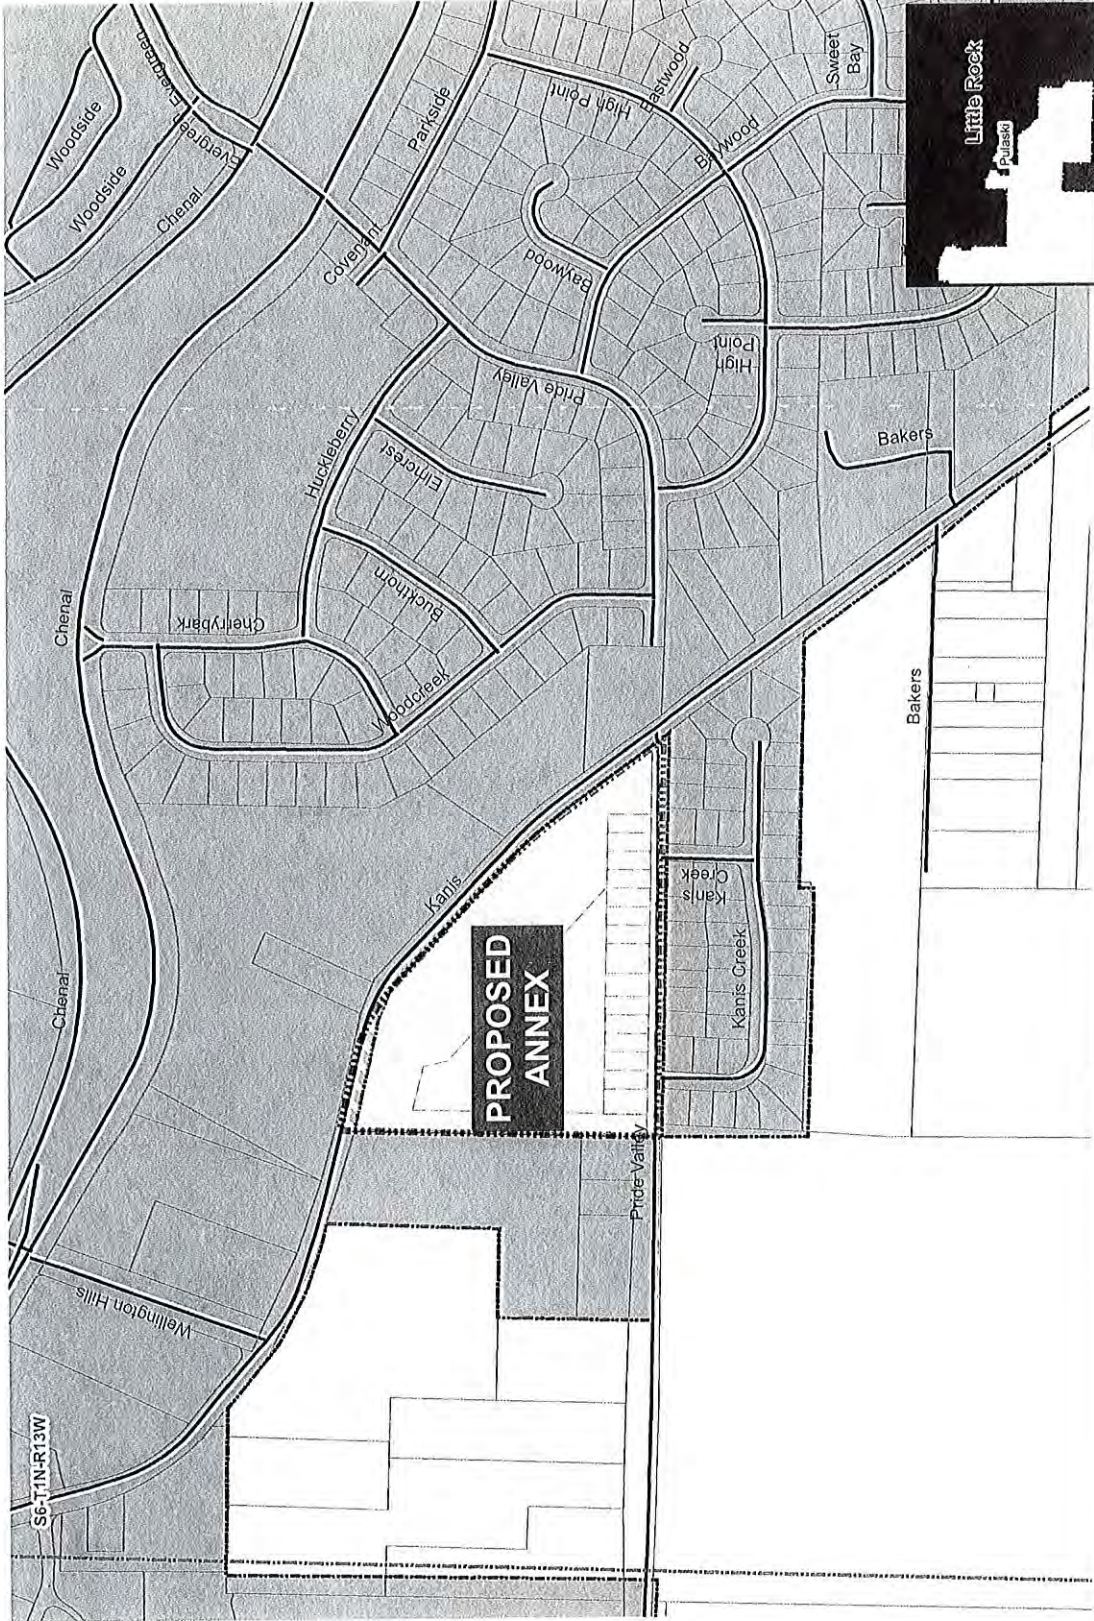 S6-T1N-R13W
Wellington Hills
Chenal
Chenal
Chenal
Woodside
Woodside
Evergreen
Evergreen
Covenant
Parkside
High Point
Eastwood
Baywood
Baywood
Sweet
Bay
Huckleberry
Cherrybark
Elmcrest
Buckthorn
Woodcreek
Pride Valley
High
Point
Kanis
PROPOSED
ANNEX
Pride Valley
Kanis
Creek
Kanis Creek
Bakers
Bakers
Little Rock
Pulaski